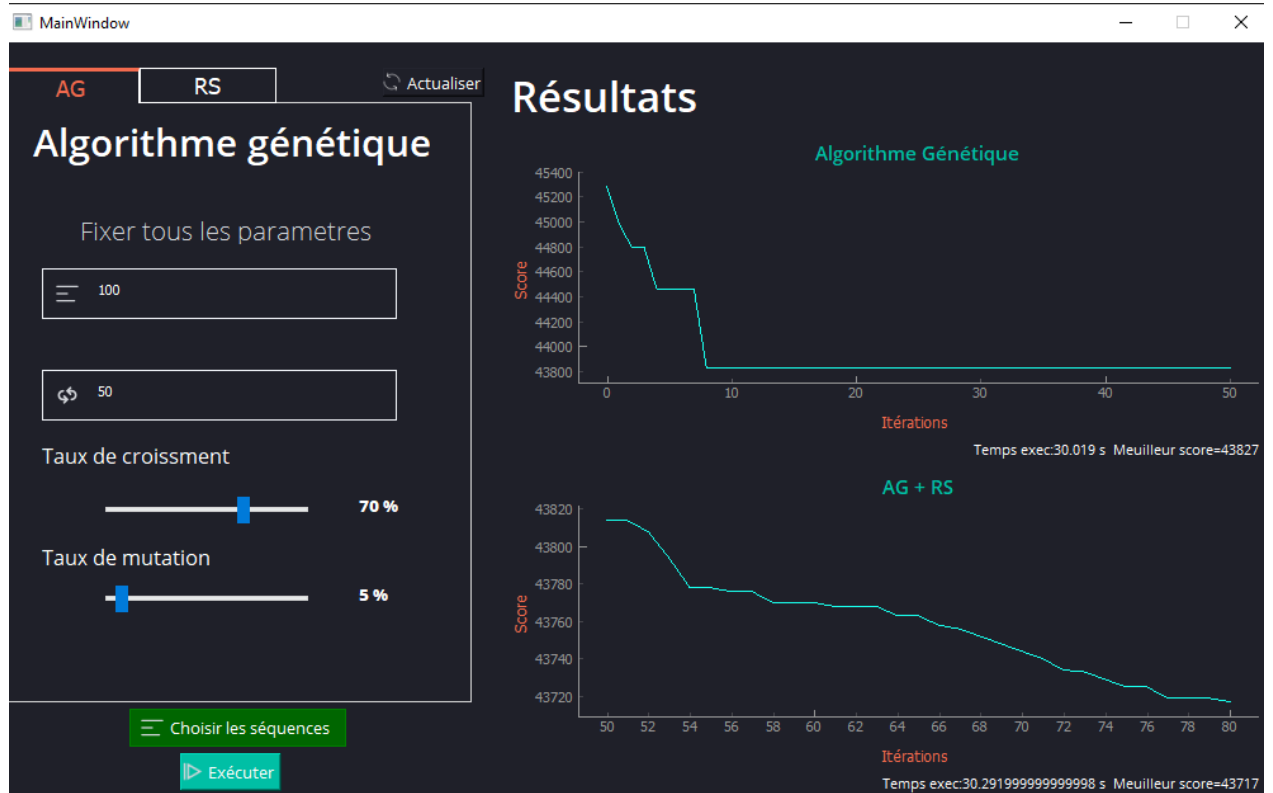 MainWindow
AG
RS
Actualiser
Algorithme génétique
Fixer tous les parametres
100
50
Taux de croissment
70 %
Taux de mutation
5 %
Choisir les séquences
Exécuter
Résultats
Algorithme Génétique
45400
45200
45000
44800
44600
44400
44200
44000
43800
Score
0 10 20 30 40 50
Itérations
Temps exec:30.019 s Meuilleur score=43827
AG + RS
43820
43800
43780
43760
43740
43720
Score
50 52 54 56 58 60 62 64 66 68 70 72 74 76 78 80
Itérations
Temps exec:30.291999999999998 s Meuilleur score=43717